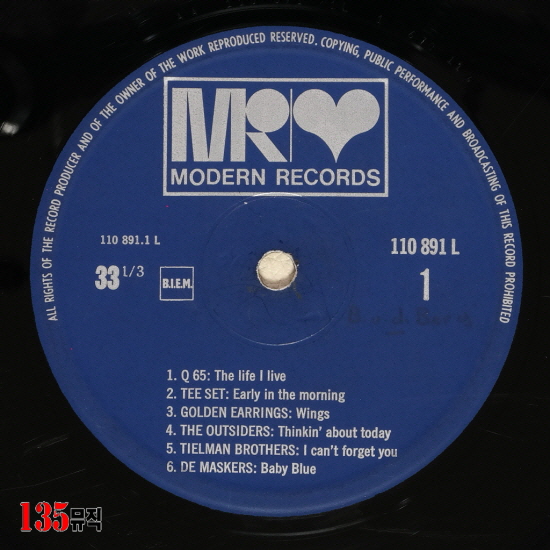 ALL RIGHTS OF THE RECORD PRODUCER AND OF THE OWNER OF THE WORK REPRODUCED RESERVED. COPYING, PUBLIC PERFORMANCE AND BROADCASTING OF THIS RECORD PROHIBITED
MR
MODERN RECORDS
110 891.1 L
110 891 L
33 1/3
B.I.E.M.
1
1. Q 65: The life I live
2. TEE SET: Early in the morning
3. GOLDEN EARRINGS: Wings
4. THE OUTSIDERS: Thinkin' about today
5. TIELMAN BROTHERS: I can't forget you
6. DE MASKERS: Baby Blue
135뮤직